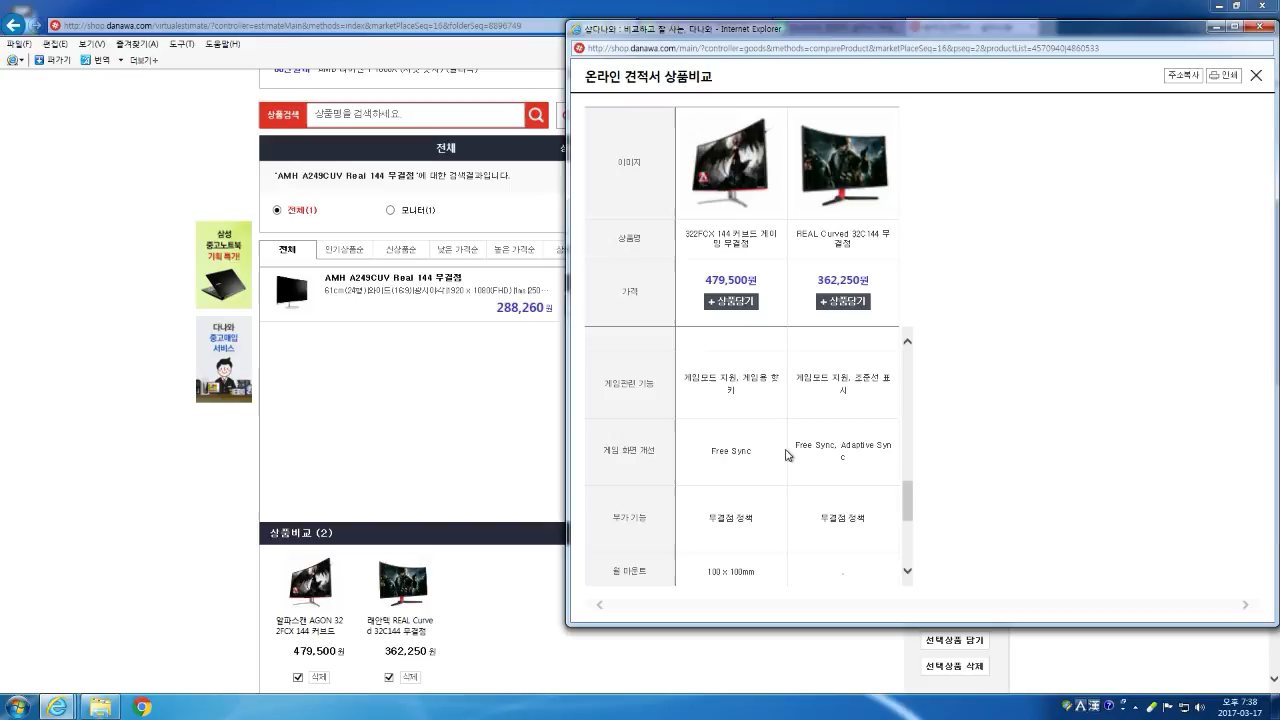 http://shop.danawa.com/virtualestimate/?controller=estimateMain&methods=index&marketPlaceSeq=16&folderSeq=8896749
파일(F) 편집(E) 보기(V) 즐겨찾기(A) 도구(T) 도움말(H)
퍼가기 번역 더보기+
상품검색 상품명을 검색하세요.
전체
'AMH A249CUV Real 144 무결점'에 대한 검색결과입니다.
전체(1) 모니터(1)
전체 인기상품순 신상품순 낮은 가격순 높은 가격순
AMH A249CUV Real 144 무결점
288,260 원
삼성
중고노트북
기획 특가!
다나와
중고매입
서비스
상품비교 (2)
알파스캔 AGON 32
2FCX 144 커브드
479,500 원
삭제
래안텍 REAL Curve
d 32C144 무결점
362,250 원
삭제
선택상품 담기
선택상품 삭제
샵다나와 : 비교하고 잘 사는, 다나와 - Internet Explorer
http://shop.danawa.com/main/?controller=goods&methods=compareProduct&marketPlaceSeq=16&pseq=2&productList=4570940|4860533
온라인 견적서 상품비교
주소복사 인쇄
이미지
상품명
322FCX 144 커브드 게이
밍 무결점
REAL Curved 32C144 무
결점
가격
479,500원
+ 상품담기
362,250원
+ 상품담기
게임관련 기능
게임모드 지원, 게임용 핫
키
게임모드 지원, 조준선 표
시
게임 화면 개선
Free Sync
Free Sync, Adaptive Syn
c
부가 기능
무결점 정책
무결점 정책
월 마운트
100 x 100mm
-
오후 7:38
2017-03-17